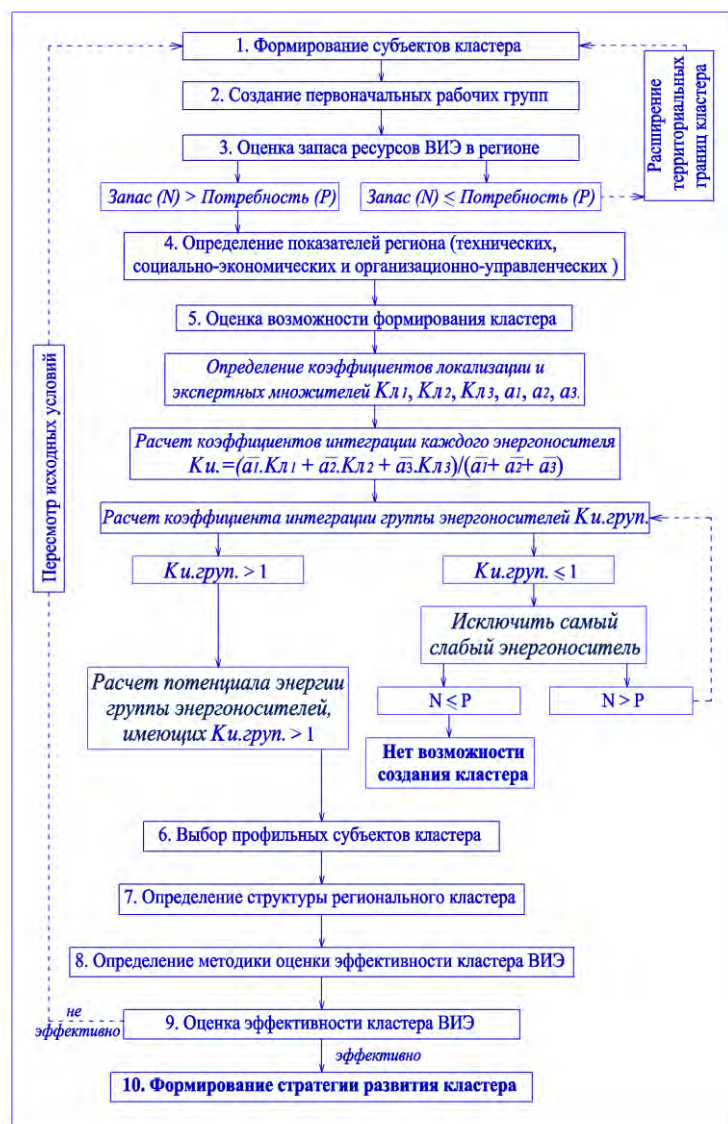 1. Формирование субъектов кластера
2. Создание первоначальных рабочих групп
3. Оценка запаса ресурсов ВИЭ в регионе
Расширение
территориальных
границ кластера
Запас (N) > Потребность (P)
Запас (N) ⩽ Потребность (P)
4. Определение показателей региона (технических,
социально-экономических и организационно-управленческих )
5. Оценка возможности формирования кластера
Пересмотр исходных условий
Определение коэффициентов локализации и
экспертных множителей Kл1, Kл2, Kл3, a1, a2, a3.
Расчет коэффициентов интеграции каждого энергоносителя
Kи.=(a̅1.Kл1 + a̅2.Kл2 + a̅3.Kл3)/(a̅1+ a̅2+ a̅3)
Расчет коэффициента интеграции группы энергоносителей Kи.груп.
Kи.груп. > 1
Kи.груп. ⩽ 1
Исключить самый
слабый энергоноситель
Расчет потенциала энергии
группы энергоносителей,
имеющих Kи.груп. > 1
N ⩽ P
N > P
Нет возможности
создания кластера
6. Выбор профильных субъектов кластера
7. Определение структуры регионального кластера
8. Определение методики оценки эффективности кластера ВИЭ
не
эффективно
9. Оценка эффективности кластера ВИЭ
эффективно
10. Формирование стратегии развития кластера